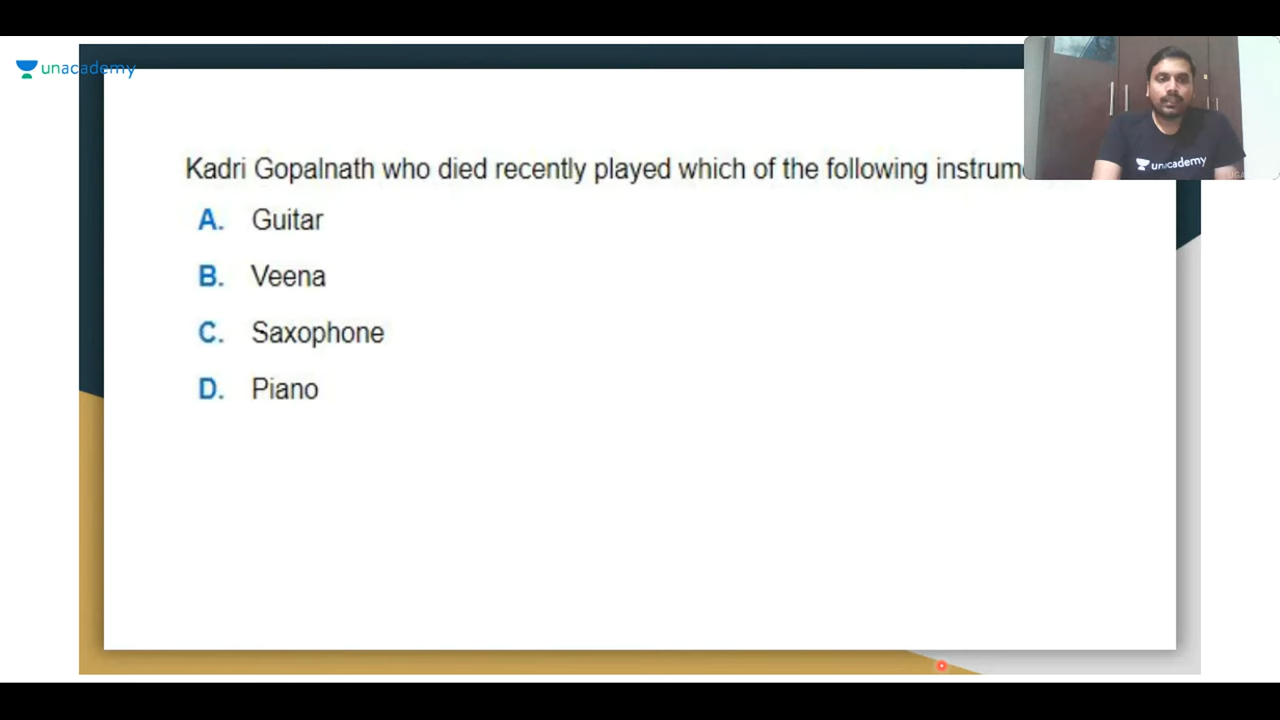 unacademy
Kadri Gopalnath who died recently played which of the following
A. Guitar
B. Veena
C. Saxophone
D. Piano
unacademy